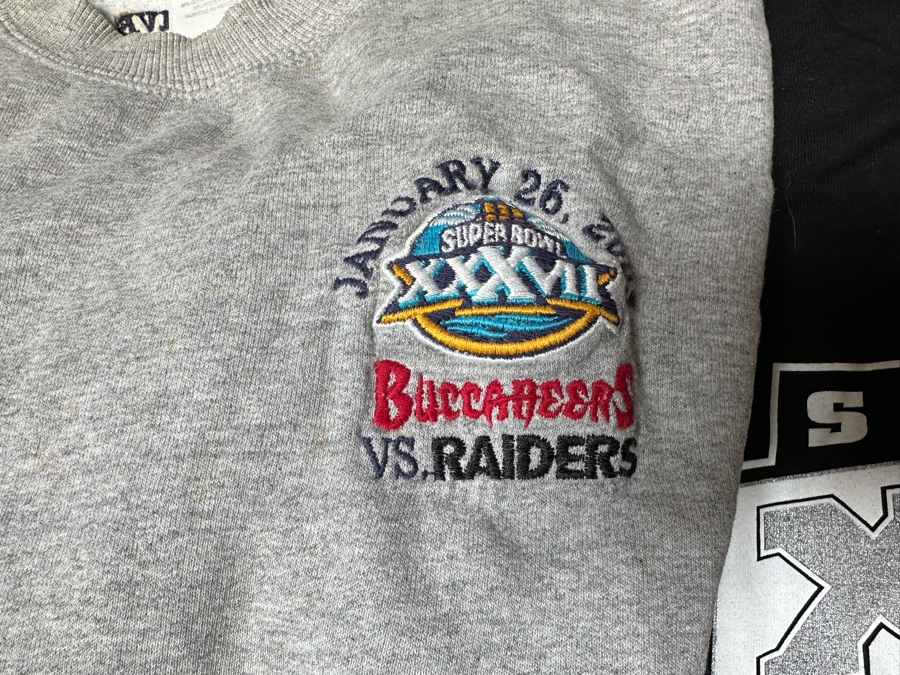 JANUARY 26,
SUPER BOWL
XXXVII
BUCCANEERS
VS. RAIDERS
S